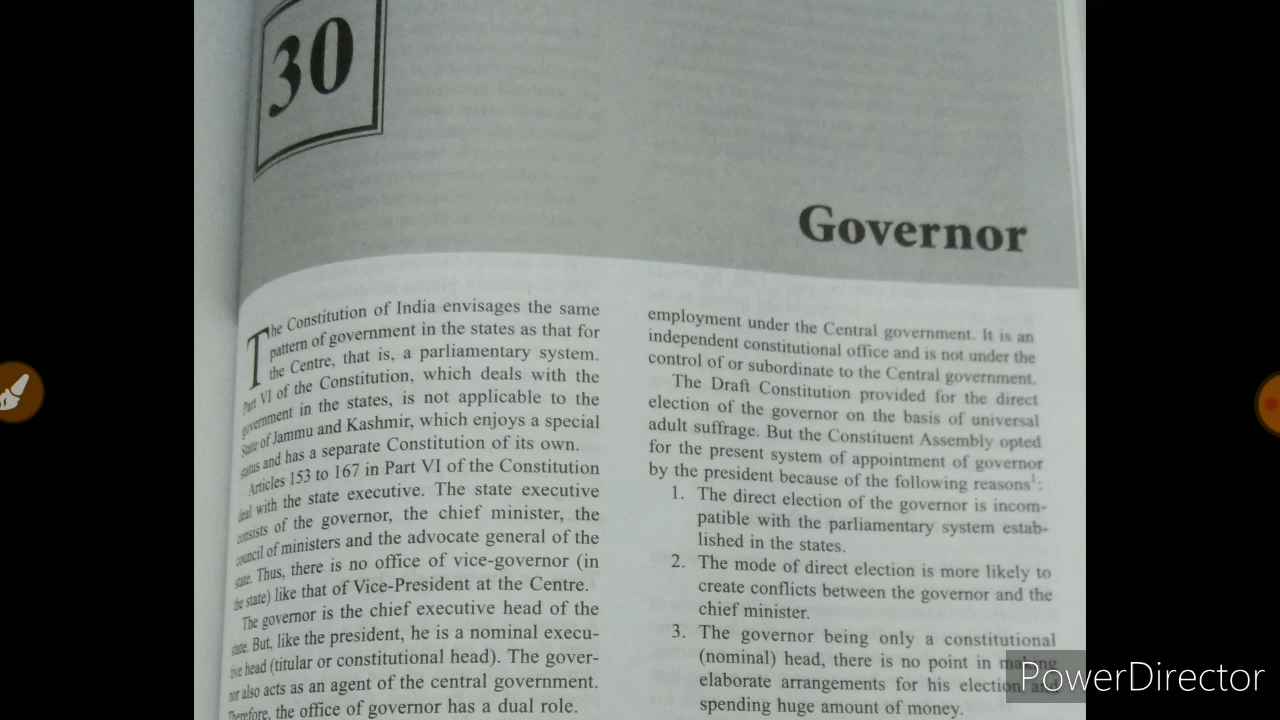 30
Governor
The Constitution of India envisages the same
pattern of government in the states as that for
the Centre, that is, a parliamentary system.
Part VI of the Constitution, which deals with the
government in the states, is not applicable to the
State of Jammu and Kashmir, which enjoys a special
status and has a separate Constitution of its own.
Articles 153 to 167 in Part VI of the Constitution
deal with the state executive. The state executive
consists of the governor, the chief minister, the
council of ministers and the advocate general of the
state. Thus, there is no office of vice-governor (in
the state) like that of Vice-President at the Centre.
The governor is the chief executive head of the
state. But, like the president, he is a nominal execu-
tive head (titular or constitutional head). The gover-
nor also acts as an agent of the central government.
Therefore, the office of governor has a dual role.
employment under the Central government. It is an
independent constitutional office and is not under the
control of or subordinate to the Central government.
The Draft Constitution provided for the direct
election of the governor on the basis of universal
adult suffrage. But the Constituent Assembly opted
for the present system of appointment of governor
by the president because of the following reasons1:
1. The direct election of the governor is incom-
patible with the parliamentary system estab-
lished in the states.
2. The mode of direct election is more likely to
create conflicts between the governor and the
chief minister.
3. The governor being only a constitutional
(nominal) head, there is no point in making
elaborate arrangements for his election and
spending huge amount of money.
PowerDirector